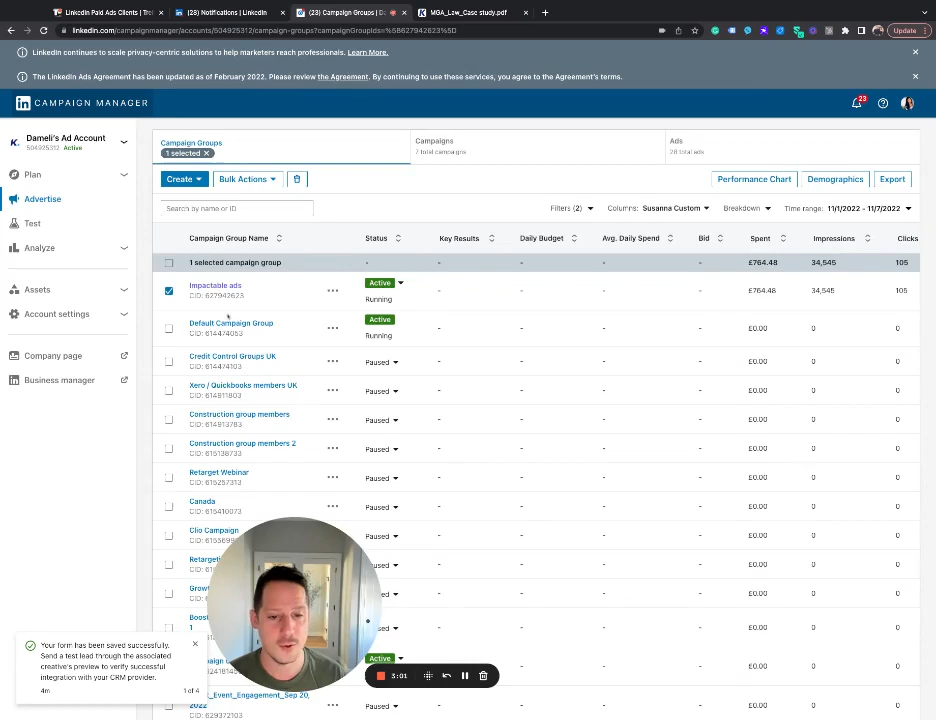 LinkedIn Paid Ads Clients | Trel
(28) Notifications | LinkedIn
(23) Campaign Groups | Da
MGA_Law_Case study.pdf
linkedin.com/campaignmanager/accounts/504925312/campaign-groups?campaignGroupIds=%5B627942623%5D
Update
LinkedIn continues to scale privacy-centric solutions to help marketers reach professionals. Learn More.
The LinkedIn Ads Agreement has been updated as of February 2022. Please review the Agreement. By continuing to use these services, you agree to the Agreement's terms.
in CAMPAIGN MANAGER
23
Dameli's Ad Account
504925312 Active
Plan
Advertise
Test
Analyze
Assets
Account settings
Company page
Business manager
Campaign Groups
1 selected
Campaigns
7 total campaigns
Ads
28 total ads
Create
Bulk Actions
Performance Chart
Demographics
Export
Search by name or ID
Filters (2)
Columns: Susanna Custom
Breakdown
Time range: 11/1/2022 - 11/7/2022
Campaign Group Name Status Key Results Daily Budget Avg. Daily Spend Bid Spent Impressions Clicks
1 selected campaign group - - - - - £764.48 34,545 105
Impactable ads Active
CID: 627942623 Running - - - - £764.48 34,545 105
Default Campaign Group Active
CID: 614474053 Running - - - - £0.00 0 0
Credit Control Groups UK
CID: 614474103 Paused - - - - £0.00 0 0
Xero / Quickbooks members UK
CID: 614911803 Paused - - - - £0.00 0 0
Construction group members
CID: 614913783 Paused - - - - £0.00 0 0
Construction group members 2
CID: 615138733 Paused - - - - £0.00 0 0
Retarget Webinar
CID: 615257313 Paused - - - - £0.00 0 0
Canada
CID: 615410073 Paused - - - - £0.00 0 0
Clio Campaign
Paused - - - - £0.00 0 0
- - - - £0.00 0 0
- - - - £0.00 0 0
Boost
1
- - - - £0.00 0 0
Active
Running - - - - £0.00 0 0
_Event_Engagement_Sep 20,
2022
CID: 629372103 Paused - - - - £0.00 0 0
Your form has been saved successfully.
Send a test lead through the associated
creative's preview to verify successful
integration with your CRM provider.
4m
1 of 4
3:01